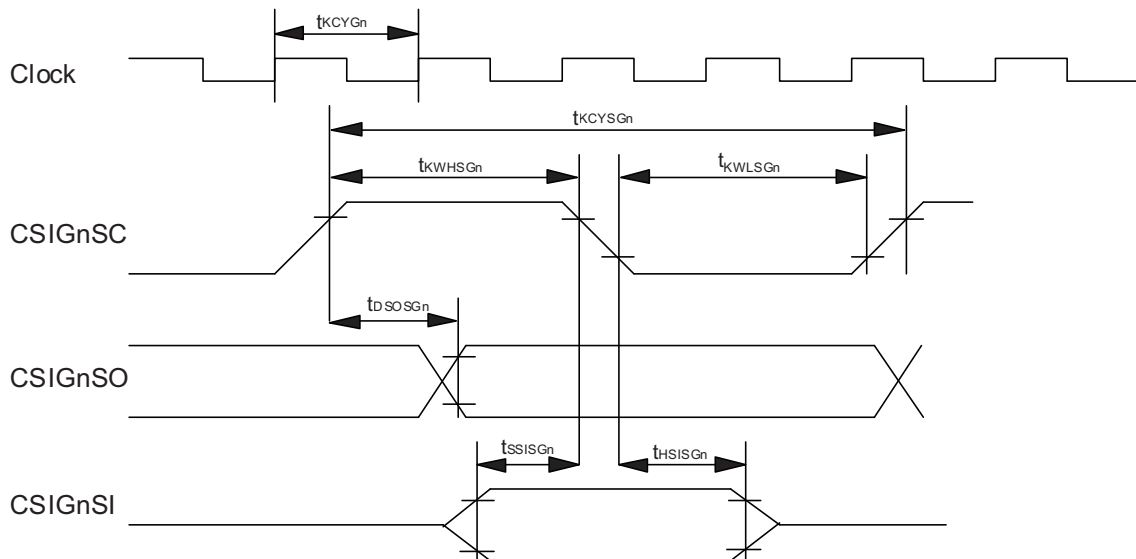 tKCYGn
Clock
tKCYSGn
tKWHSGn
tKWLSGn
CSIGnSC
tDSOSGn
CSIGnSO
tSSISGn
tHSISGn
CSIGnSI